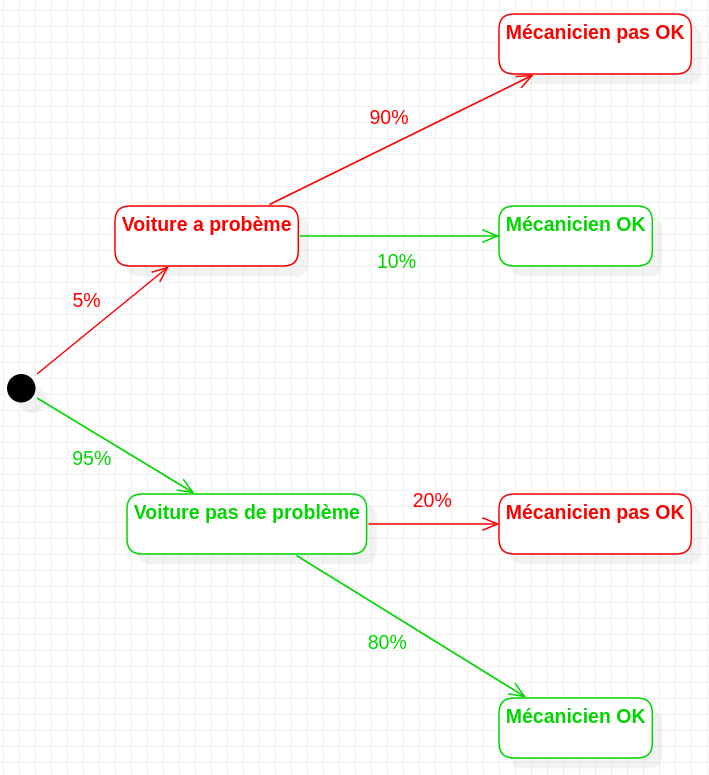 Mécanicien pas OK
90%
Voiture a probème
Mécanicien OK
10%
5%
95%
Voiture pas de problème
20%
Mécanicien pas OK
80%
Mécanicien OK